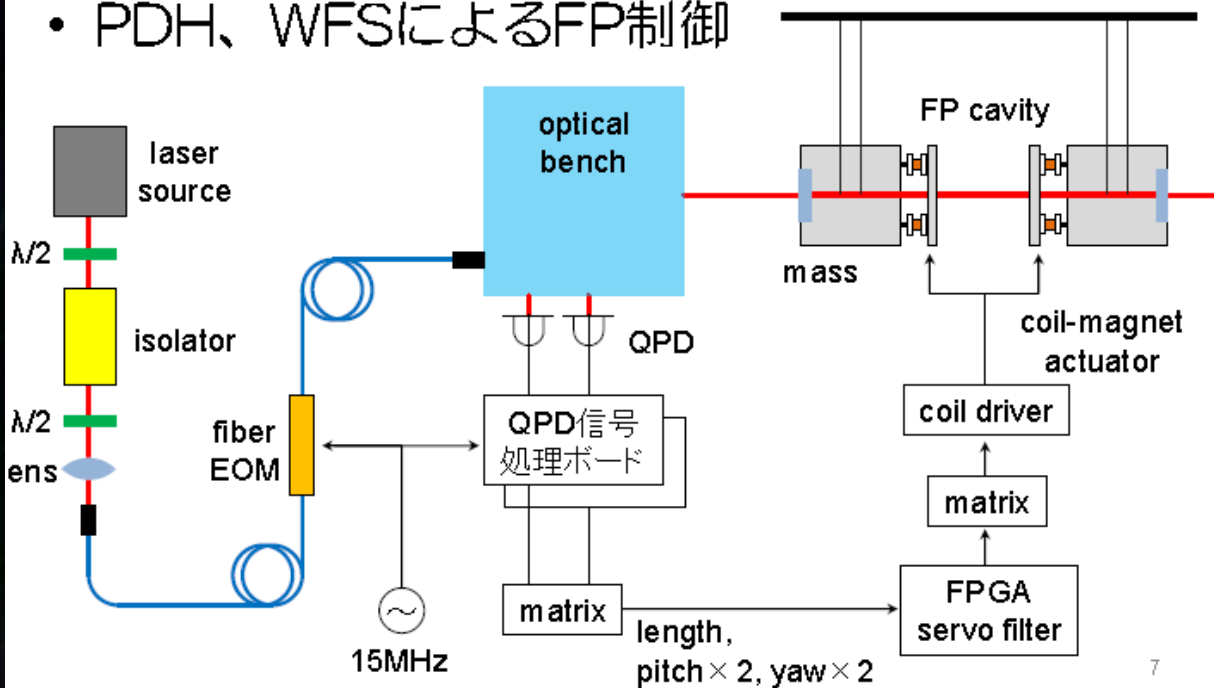 • PDH、WFSによるFP制御
laser
source
λ/2
isolator
λ/2
ens
fiber
EOM
15MHz
optical
bench
QPD
QPD信号
処理ボード
matrix
length,
pitch×2, yaw×2
FP cavity
mass
coil-magnet
actuator
coil driver
matrix
FPGA
servo filter
7